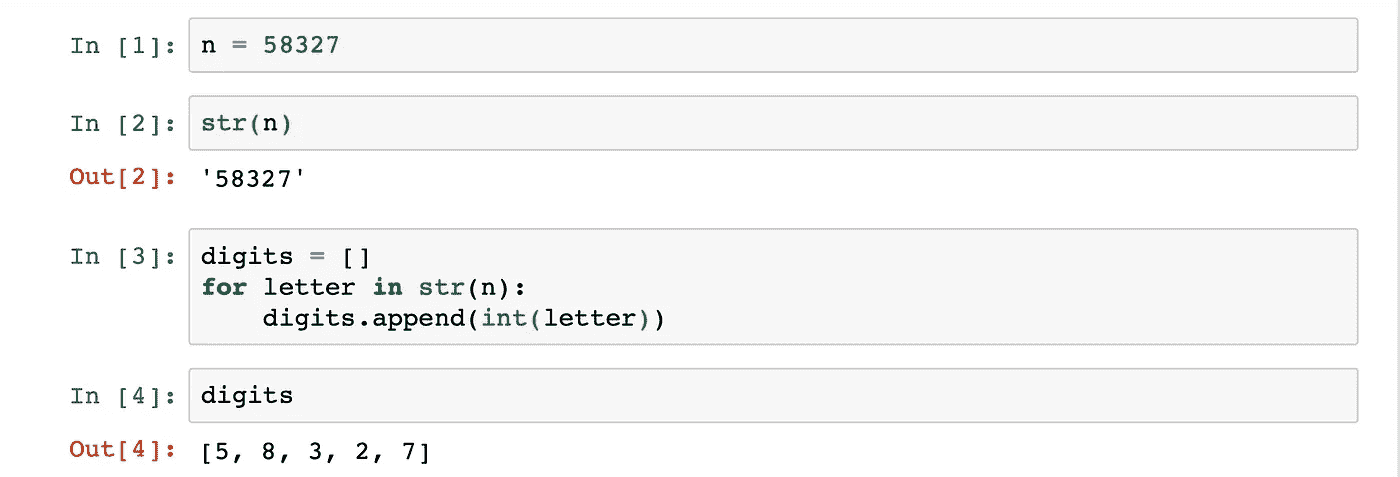 In [1]: n = 58327
In [2]: str(n)
Out[2]: '58327'
In [3]: digits = []
for letter in str(n):
    digits.append(int(letter))
In [4]: digits
Out[4]: [5, 8, 3, 2, 7]